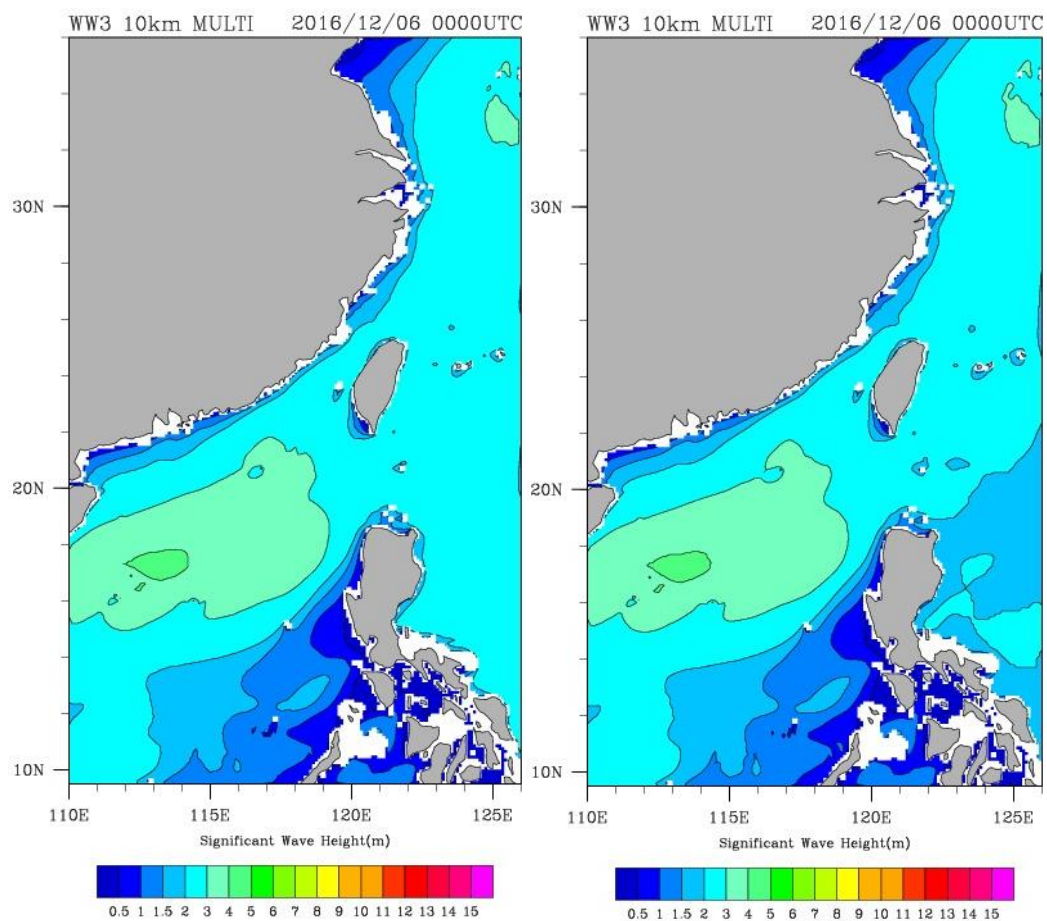 WW3 10km MULTI 2016/12/06 0000UTC
30N
20N
10N
110E 115E 120E 125E
Significant Wave Height(m)
0.5 1 1.5 2 3 4 5 6 7 8 9 10 11 12 13 14 15
WW3 10km MULTI 2016/12/06 0000UTC
30N
20N
10N
110E 115E 120E 125E
Significant Wave Height(m)
0.5 1 1.5 2 3 4 5 6 7 8 9 10 11 12 13 14 15